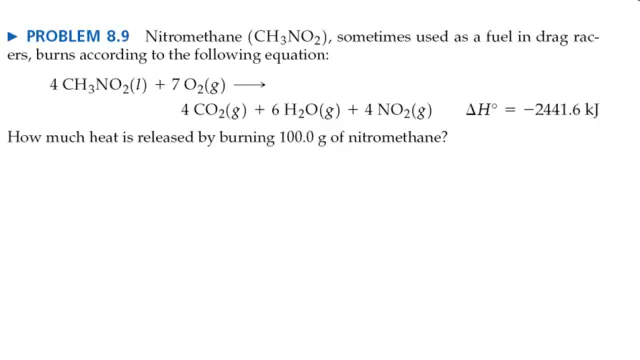 ► PROBLEM 8.9 Nitromethane (CH₃NO₂), sometimes used as a fuel in drag rac-
ers, burns according to the following equation:
4 CH₃NO₂(l) + 7 O₂(g) ⟶
4 CO₂(g) + 6 H₂O(g) + 4 NO₂(g) ΔH° = −2441.6 kJ
How much heat is released by burning 100.0 g of nitromethane?